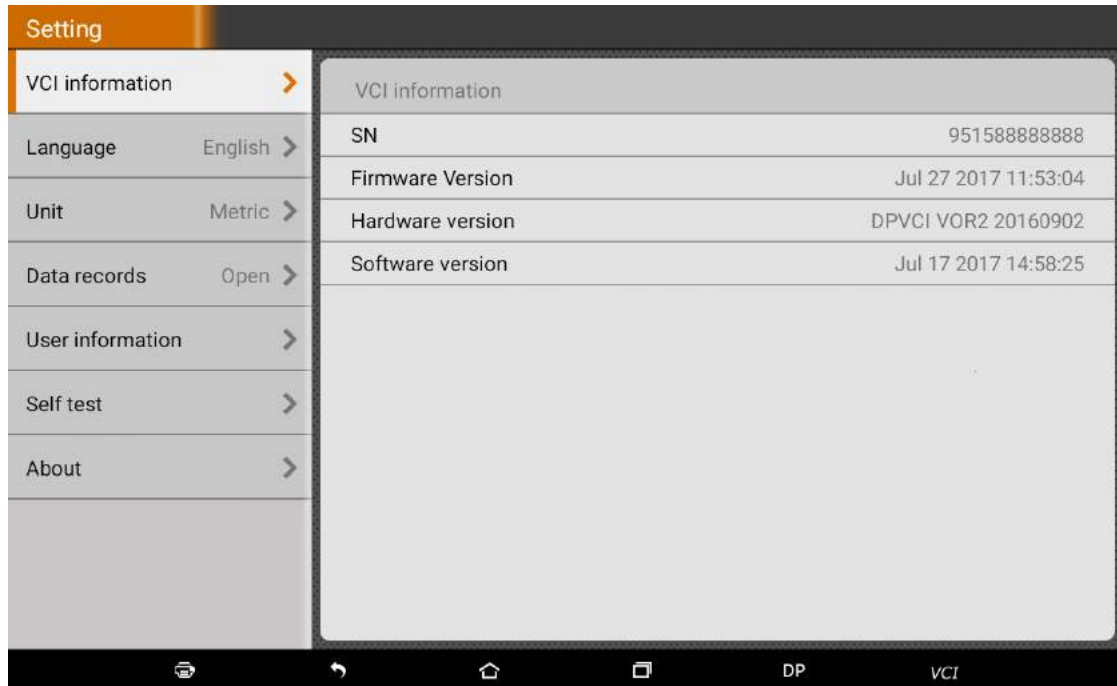 Setting
VCI information
Language English
Unit Metric
Data records Open
User information
Self test
About
VCI information
SN 951588888888
Firmware Version Jul 27 2017 11:53:04
Hardware version DPVCI VOR2 20160902
Software version Jul 17 2017 14:58:25
DP VCI